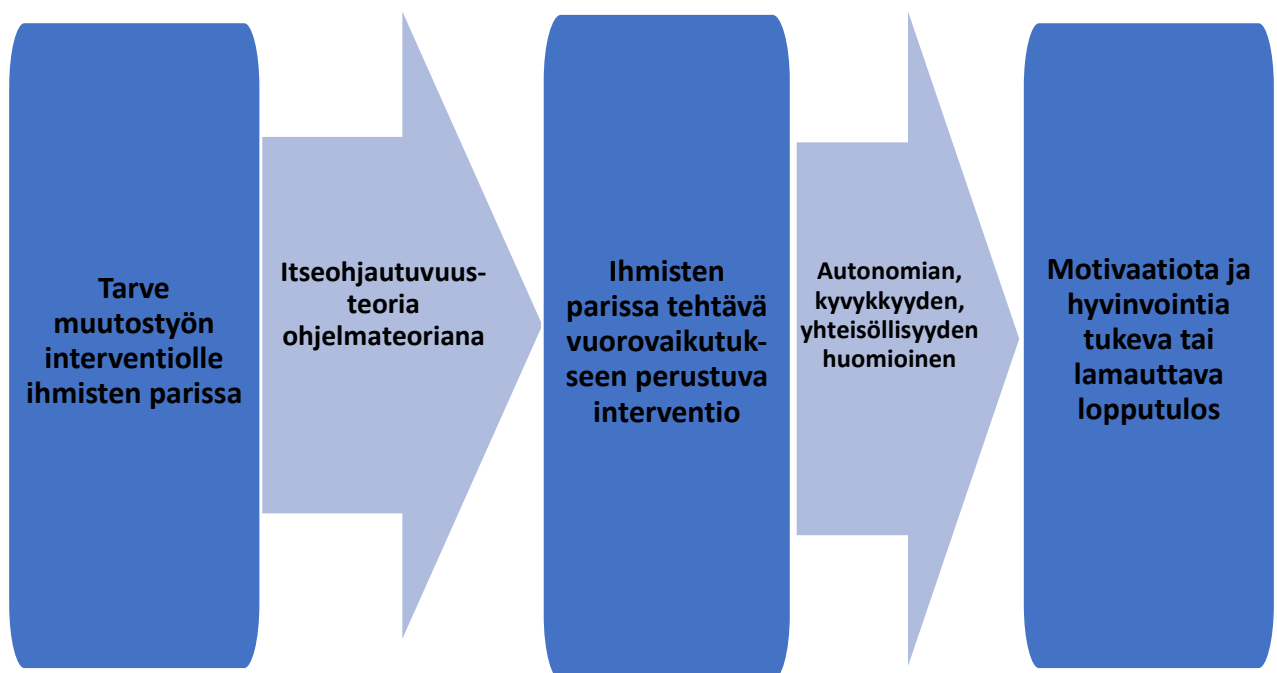 Tarve
muutostyön
interventiolle
ihmisten parissa
Itseohjautuvuus-
teoria
ohjelmateoriana
Ihmisten
parissa tehtävä
vuorovaikutuk-
seen perustuva
interventio
Autonomian,
kyvykkyyden,
yhteisöllisyyden
huomioinen
Motivaatiota ja
hyvinvointia
tukeva tai
lamauttava
lopputulos